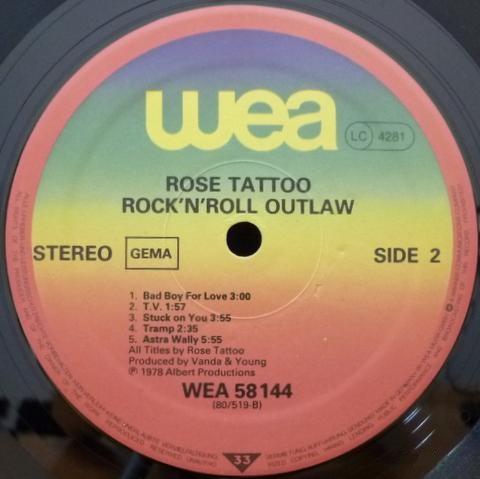 wea
LC 4281
ROSE TATTOO
ROCK'N'ROLL OUTLAW
STEREO GEMA SIDE 2
1. Bad Boy For Love 3:00
2. T.V. 1:57
3. Stuck on You 3:55
4. Tramp 2:35
5. Astra Wally 5:55
All Titles by Rose Tattoo
Produced by Vanda & Young
℗ 1978 Albert Productions
WEA 58144
(80/519-B)
33